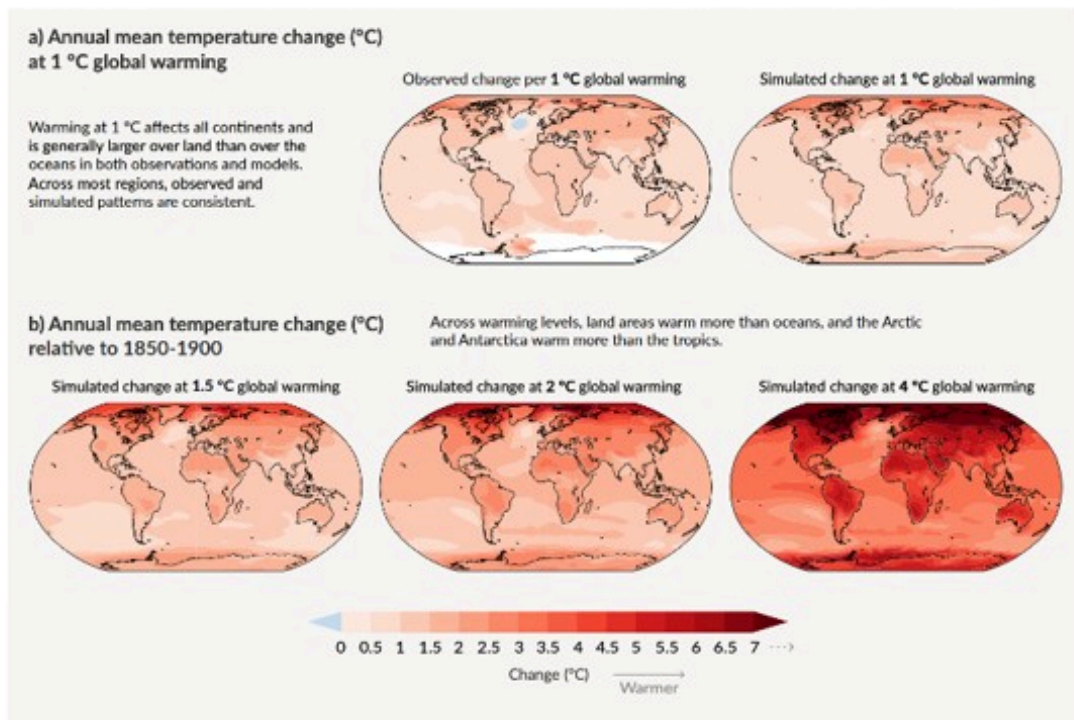 a) Annual mean temperature change (°C)
at 1 °C global warming
Warming at 1 °C affects all continents and
is generally larger over land than over the
oceans in both observations and models.
Across most regions, observed and
simulated patterns are consistent.
Observed change per 1 °C global warming
Simulated change at 1 °C global warming
b) Annual mean temperature change (°C)
relative to 1850-1900
Across warming levels, land areas warm more than oceans, and the Arctic
and Antarctica warm more than the tropics.
Simulated change at 1.5 °C global warming
Simulated change at 2 °C global warming
Simulated change at 4 °C global warming
0 0.5 1 1.5 2 2.5 3 3.5 4 4.5 5 5.5 6 6.5 7
Change (°C)
Warmer